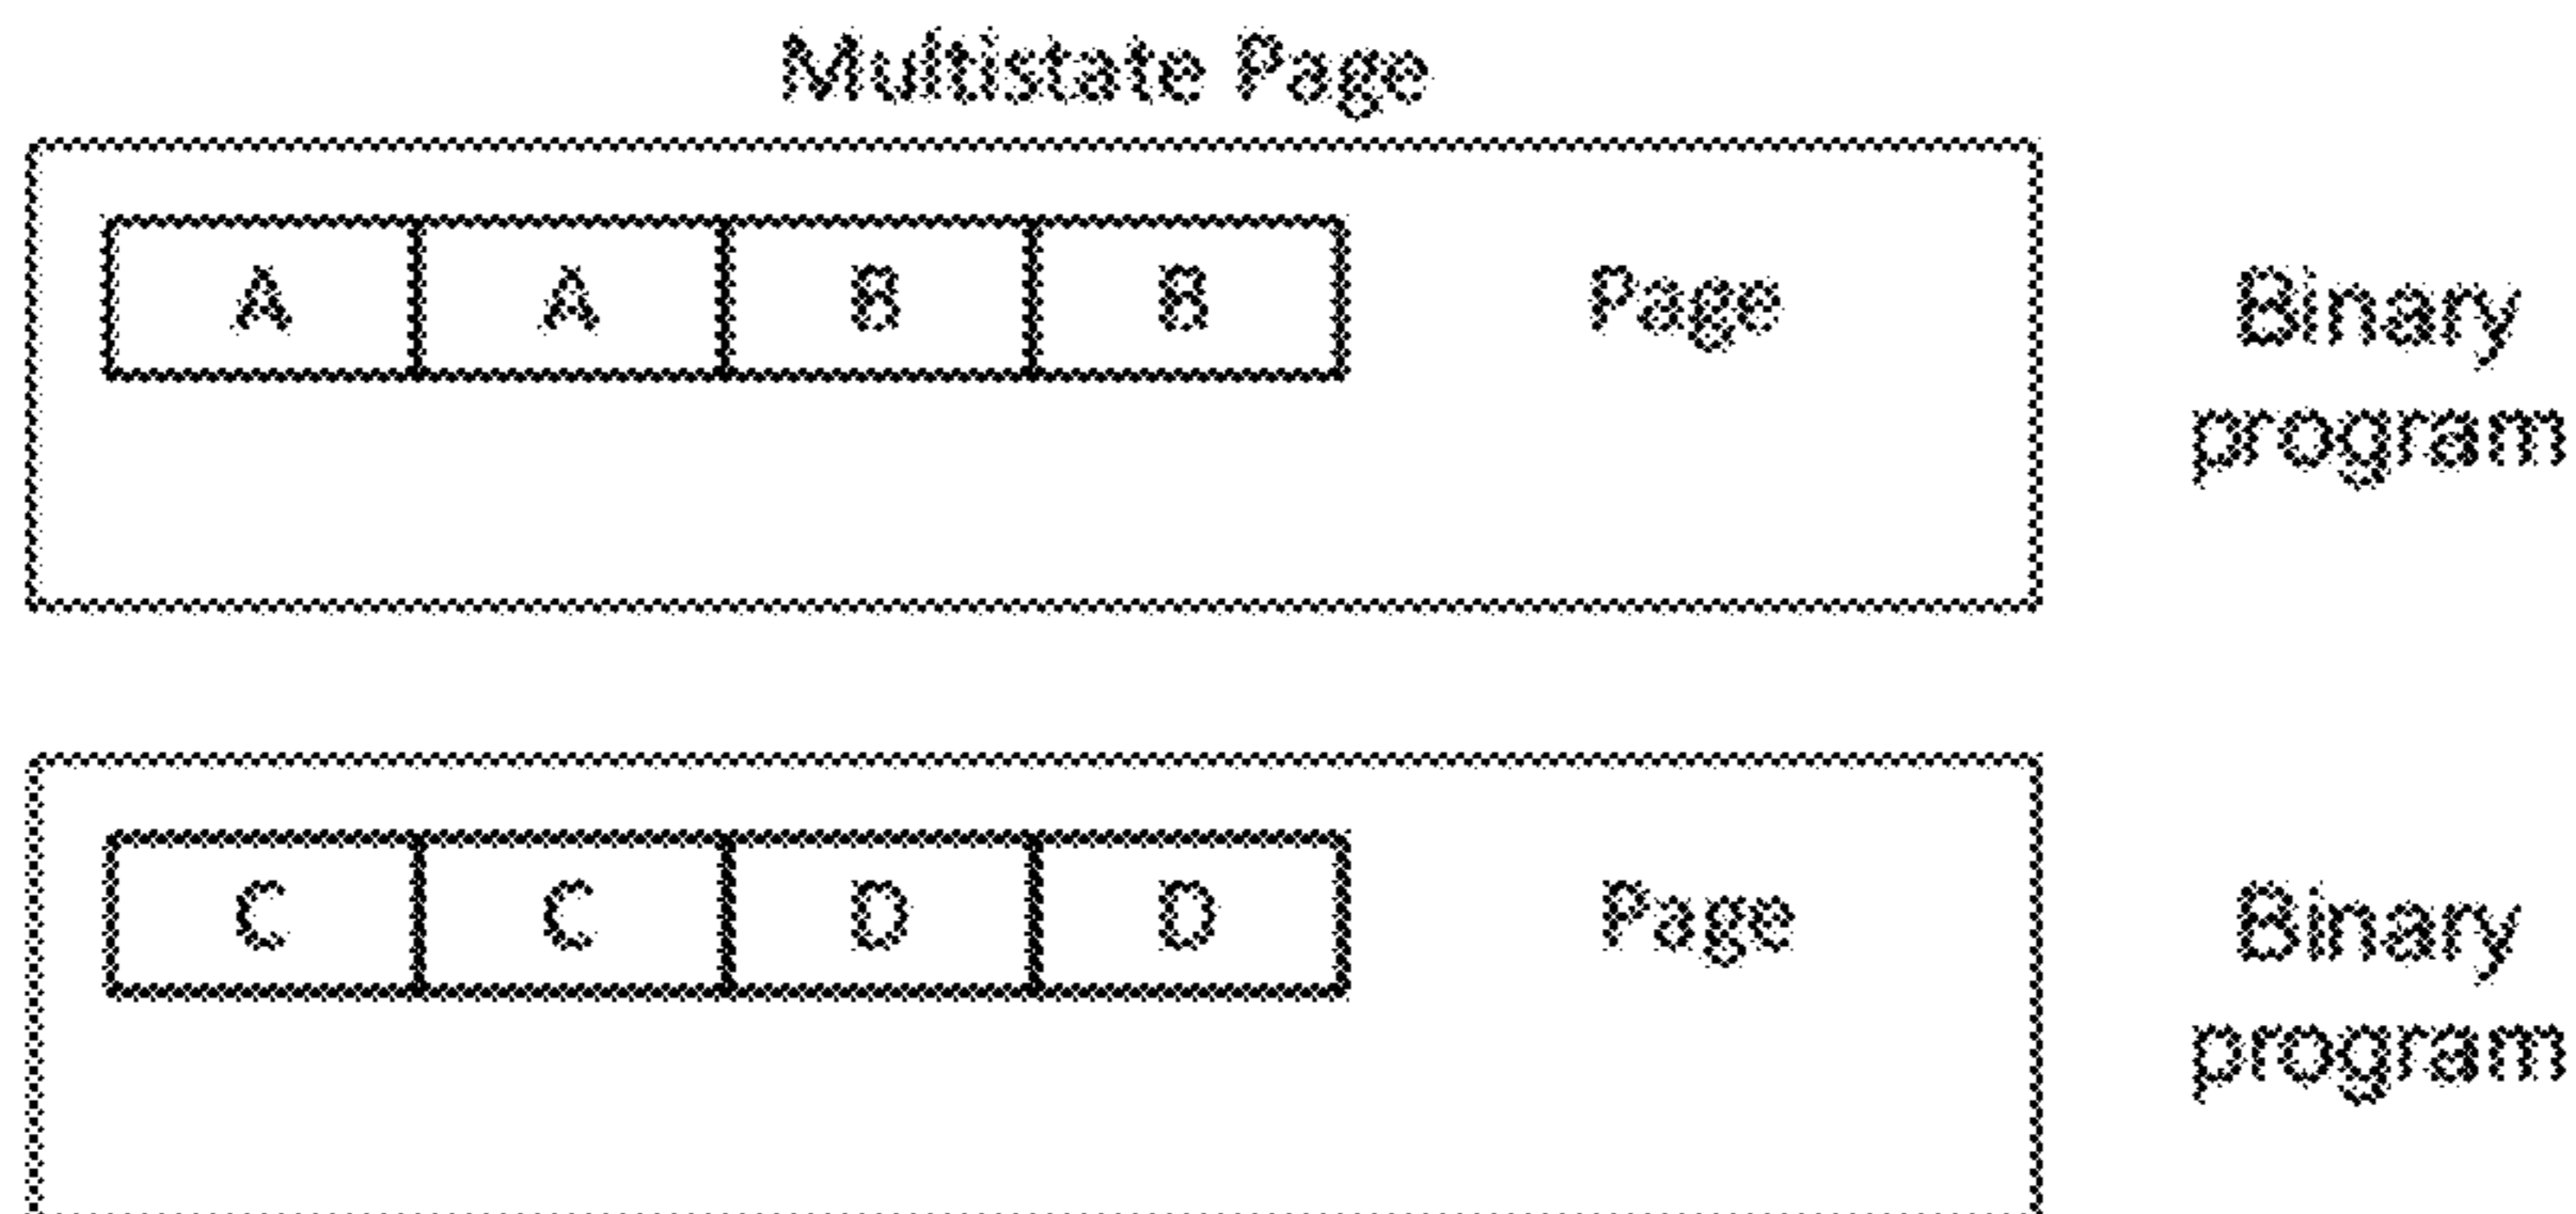 Multistate Page
A A B B Page Binary
program
C C D D Page Binary
program